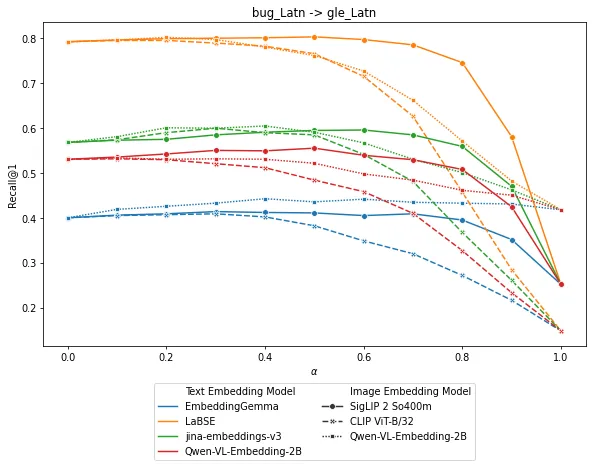 bug_Latn -> gle_Latn
Recall@1
0.8
0.7
0.6
0.5
0.4
0.3
0.2
0.0 0.2 0.4 0.6 0.8 1.0
α
Text Embedding Model Image Embedding Model
EmbeddingGemma SigLIP 2 So400m
LaBSE CLIP ViT-B/32
jina-embeddings-v3 Qwen-VL-Embedding-2B
Qwen-VL-Embedding-2B